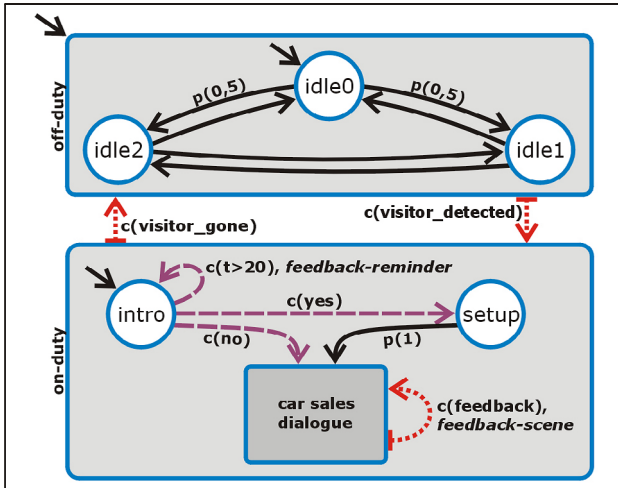 off-duty
idle0
p(0,5)
p(0,5)
idle2
idle1
c(visitor_gone)
c(visitor_detected)
on-duty
c(t>20), feedback-reminder
intro
c(yes)
setup
c(no)
p(1)
car sales
dialogue
c(feedback),
feedback-scene